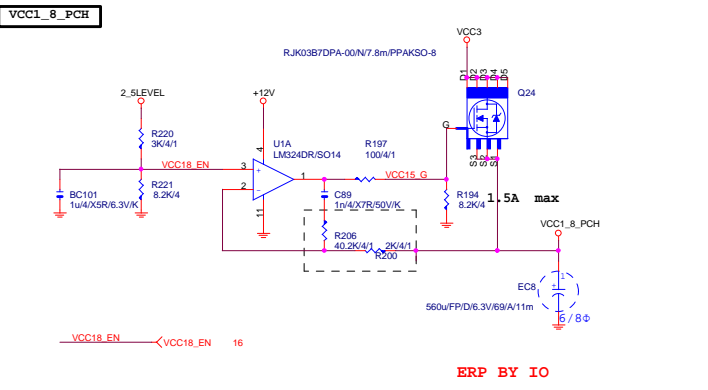 VCC1_8_PCH
VCC3
RJK03B7DPA-00/N/7.8m/PPAKSO-8
D1
D2
D3
D4
D5
Q24
G
S3
S2
S1
2_5LEVEL
+12V
R220
3K/4/1
U1A
LM324DR/SO14
R197
100/4/1
VCC18_EN
3
+
2
-
4
1
11
VCC15_G
BC101
1u/4/X5R/6.3V/K
R221
8.2K/4
C89
1n/4/X7R/50V/K
R194
8.2K/4
1.5A max
R206
40.2K/4/1
2K/4/1
R200
VCC1_8_PCH
EC8
1
+
560u/FP/D/6.3V/69/A/11m
6/8Φ
VCC18_EN
VCC18_EN 16
ERP BY IO